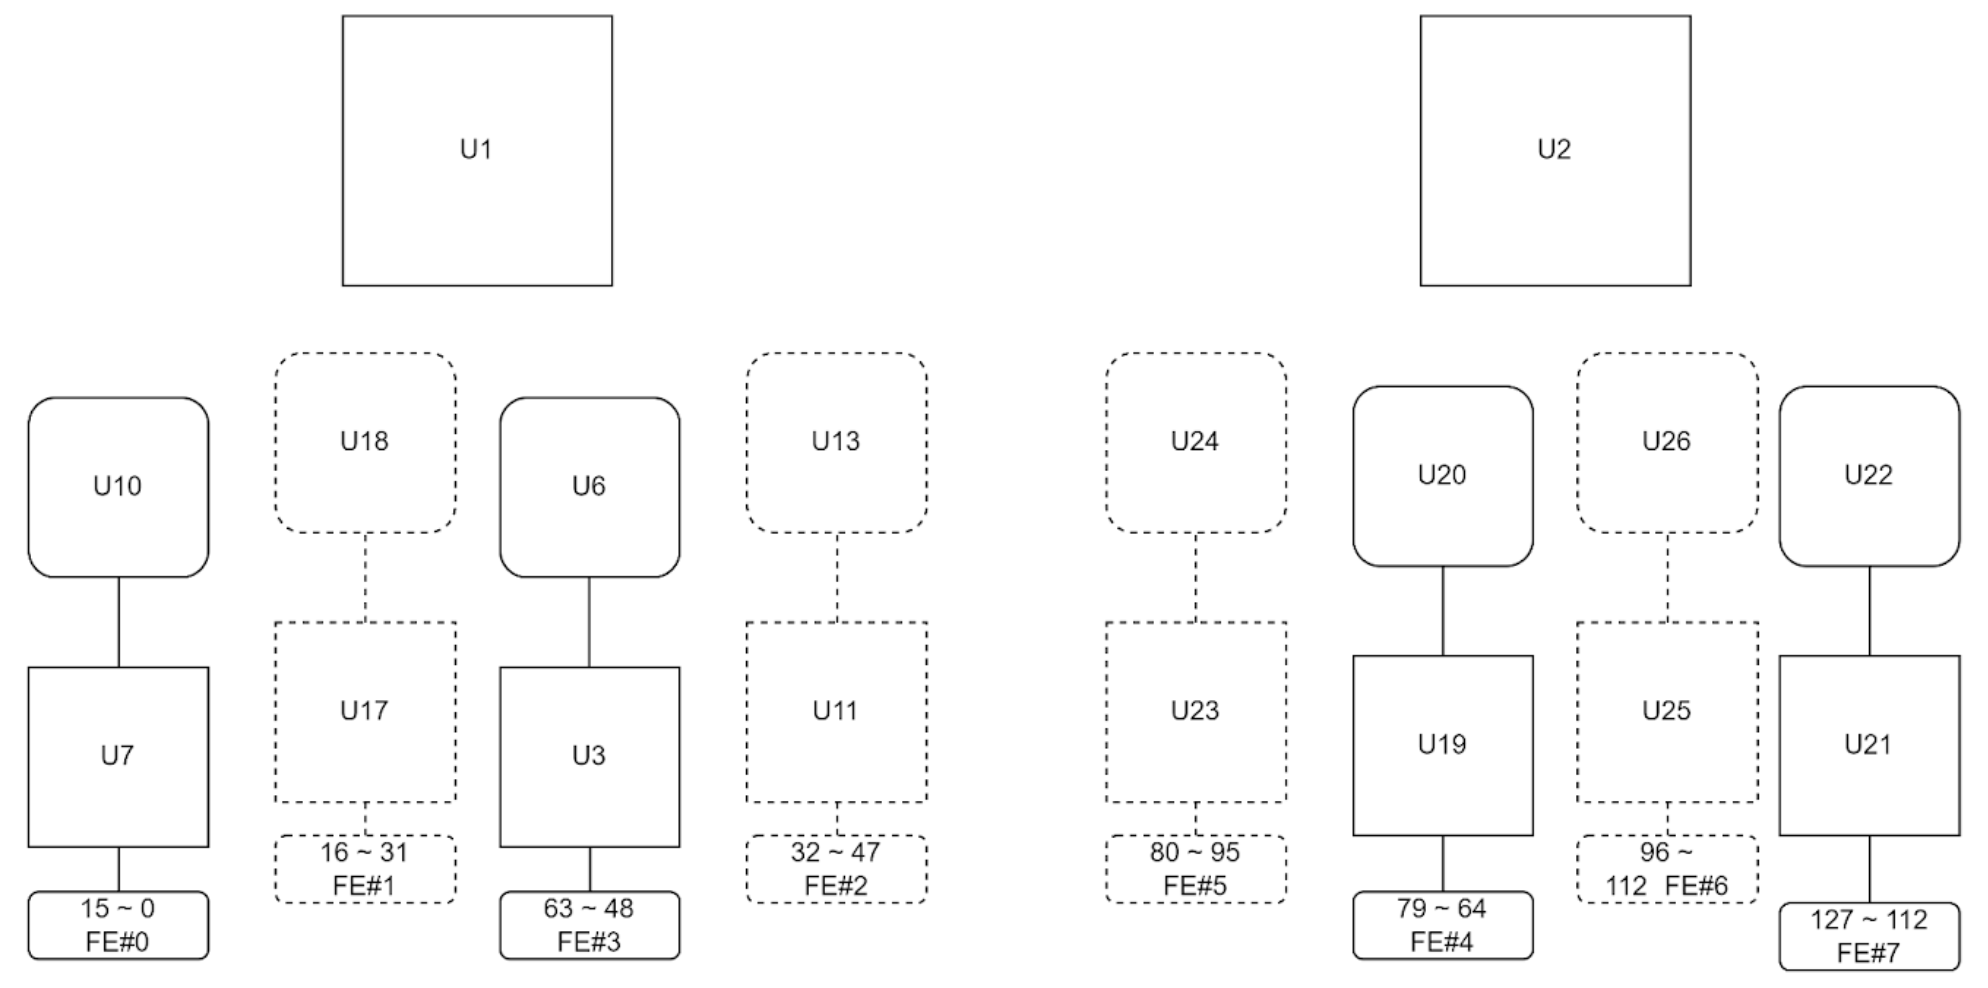 U1
U2
U10
U18
U6
U13
U24
U20
U26
U22
U7
U17
U3
U11
U23
U19
U25
U21
15 ~ 0
FE#0
16 ~ 31
FE#1
63 ~ 48
FE#3
32 ~ 47
FE#2
80 ~ 95
FE#5
79 ~ 64
FE#4
96 ~
112 FE#6
127 ~ 112
FE#7